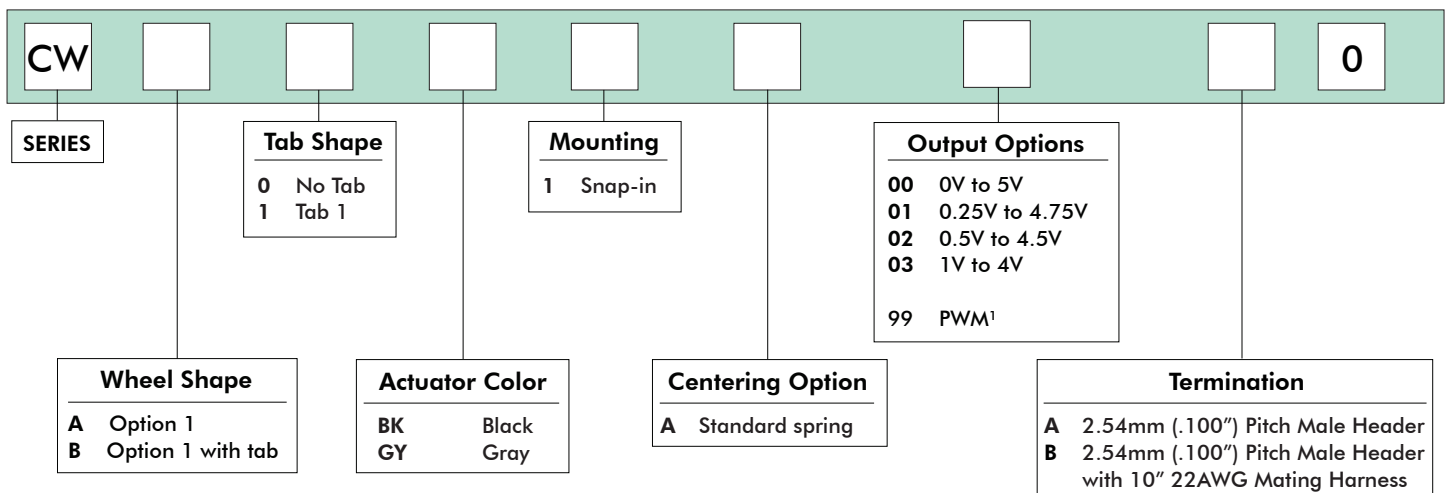 CW
0
SERIES
Tab Shape
0 No Tab
1 Tab 1
Mounting
1 Snap-in
Output Options
00 0V to 5V
01 0.25V to 4.75V
02 0.5V to 4.5V
03 1V to 4V
99 PWM¹
Wheel Shape
A Option 1
B Option 1 with tab
Actuator Color
BK Black
GY Gray
Centering Option
A Standard spring
Termination
A 2.54mm (.100”) Pitch Male Header
B 2.54mm (.100”) Pitch Male Header
with 10” 22AWG Mating Harness